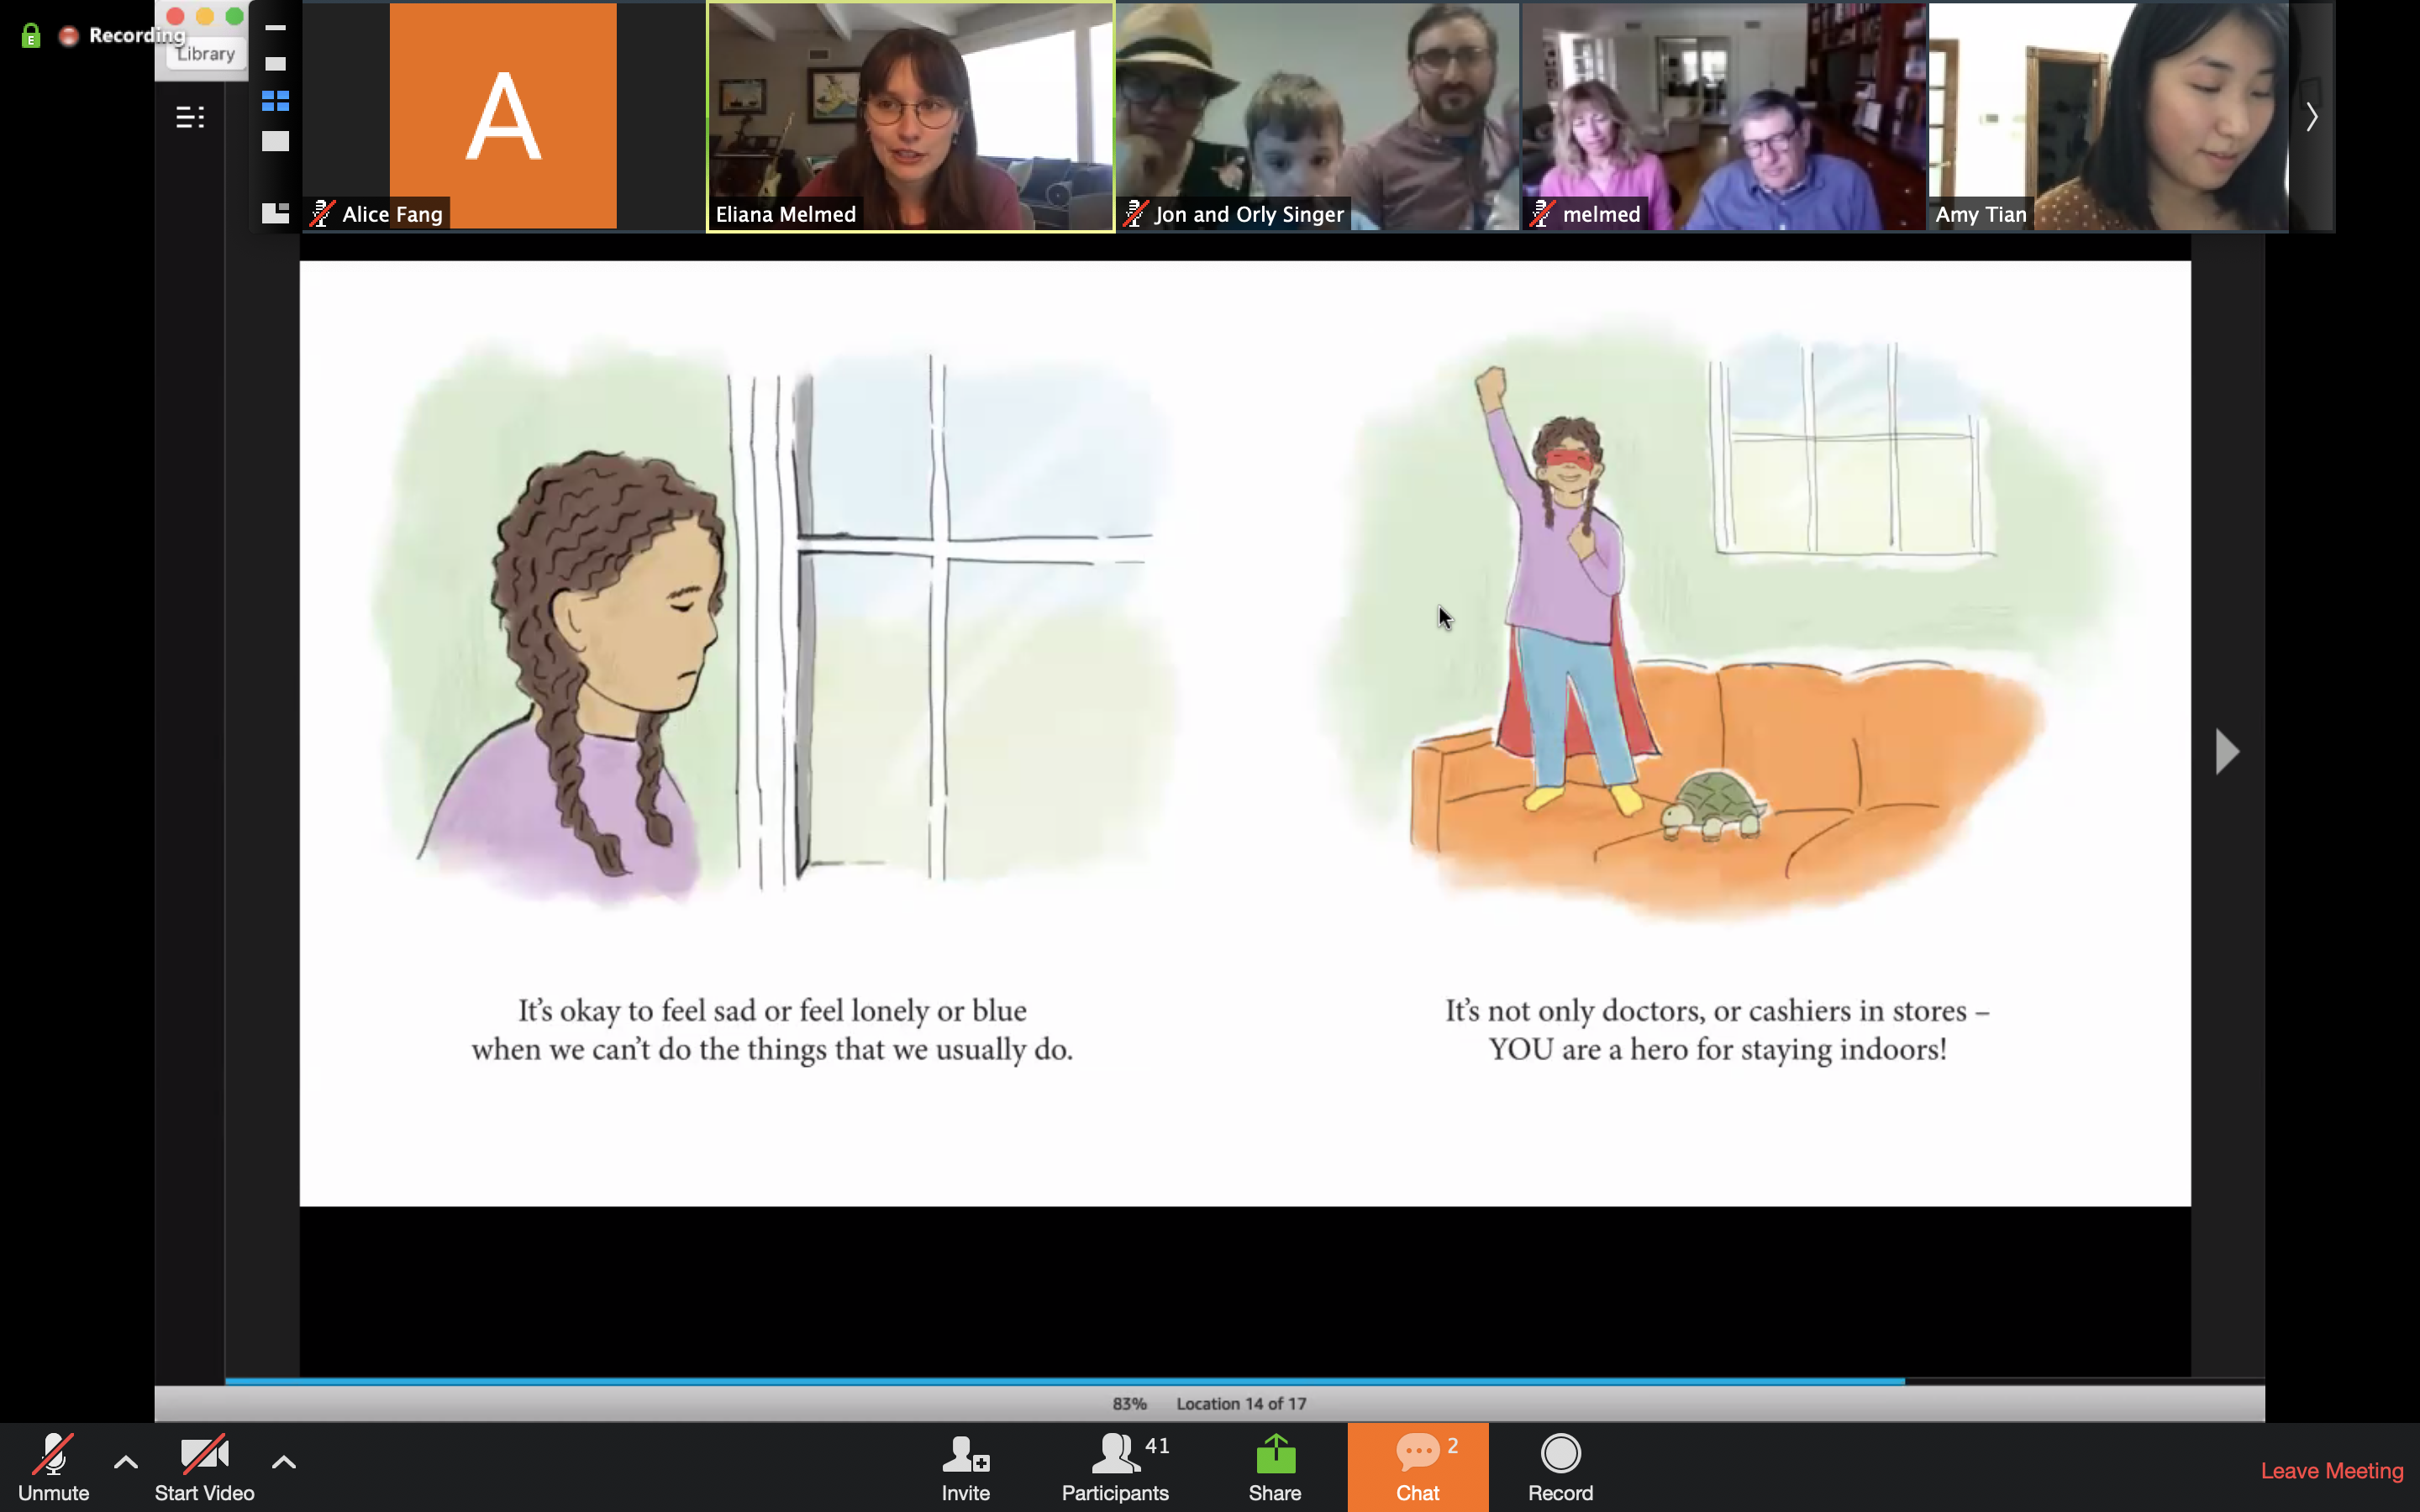 Recording
Library
A
Alice Fang
Eliana Melmed
Jon and Orly Singer
melmed
Amy Tian
It’s okay to feel sad or feel lonely or blue
when we can’t do the things that we usually do.
It’s not only doctors, or cashiers in stores –
YOU are a hero for staying indoors!
83% Location 14 of 17
Unmute
Start Video
Invite
41
Participants
Share
2
Chat
Record
Leave Meeting